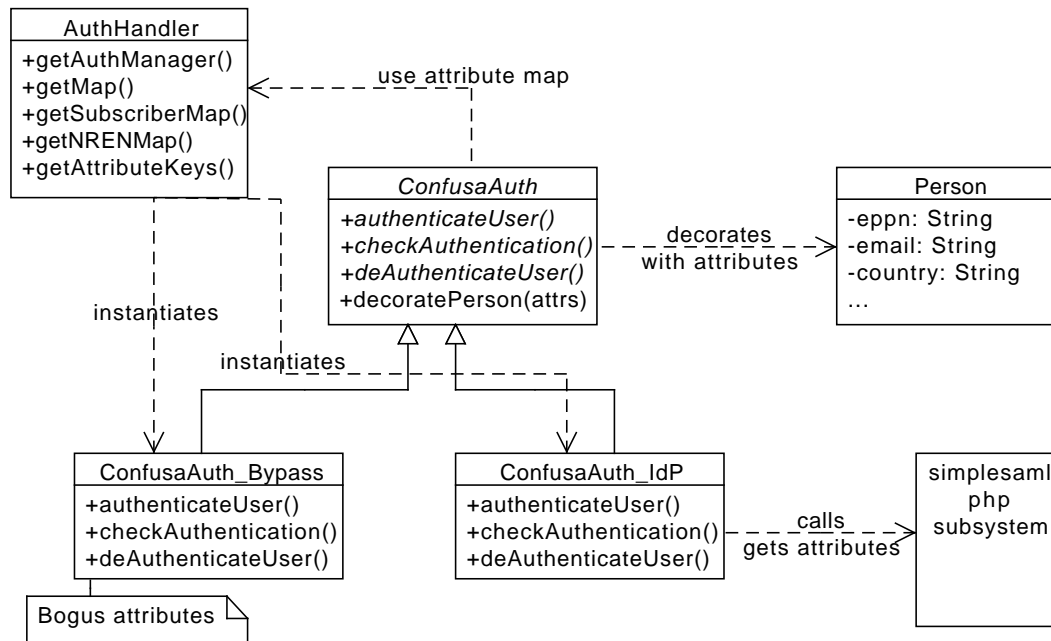 AuthHandler
+getAuthManager()
+getMap()
+getSubscriberMap()
+getNRENMap()
+getAttributeKeys()
use attribute map
ConfusaAuth
+authenticateUser()
+checkAuthentication()
+deAuthenticateUser()
+decoratePerson(attrs)
decorates
with attributes
Person
-eppn: String
-email: String
-country: String
...
instantiates
instantiates
ConfusaAuth_Bypass
+authenticateUser()
+checkAuthentication()
+deAuthenticateUser()
Bogus attributes
ConfusaAuth_IdP
+authenticateUser()
+checkAuthentication()
+deAuthenticateUser()
calls
gets attributes
simplesaml
php
subsystem